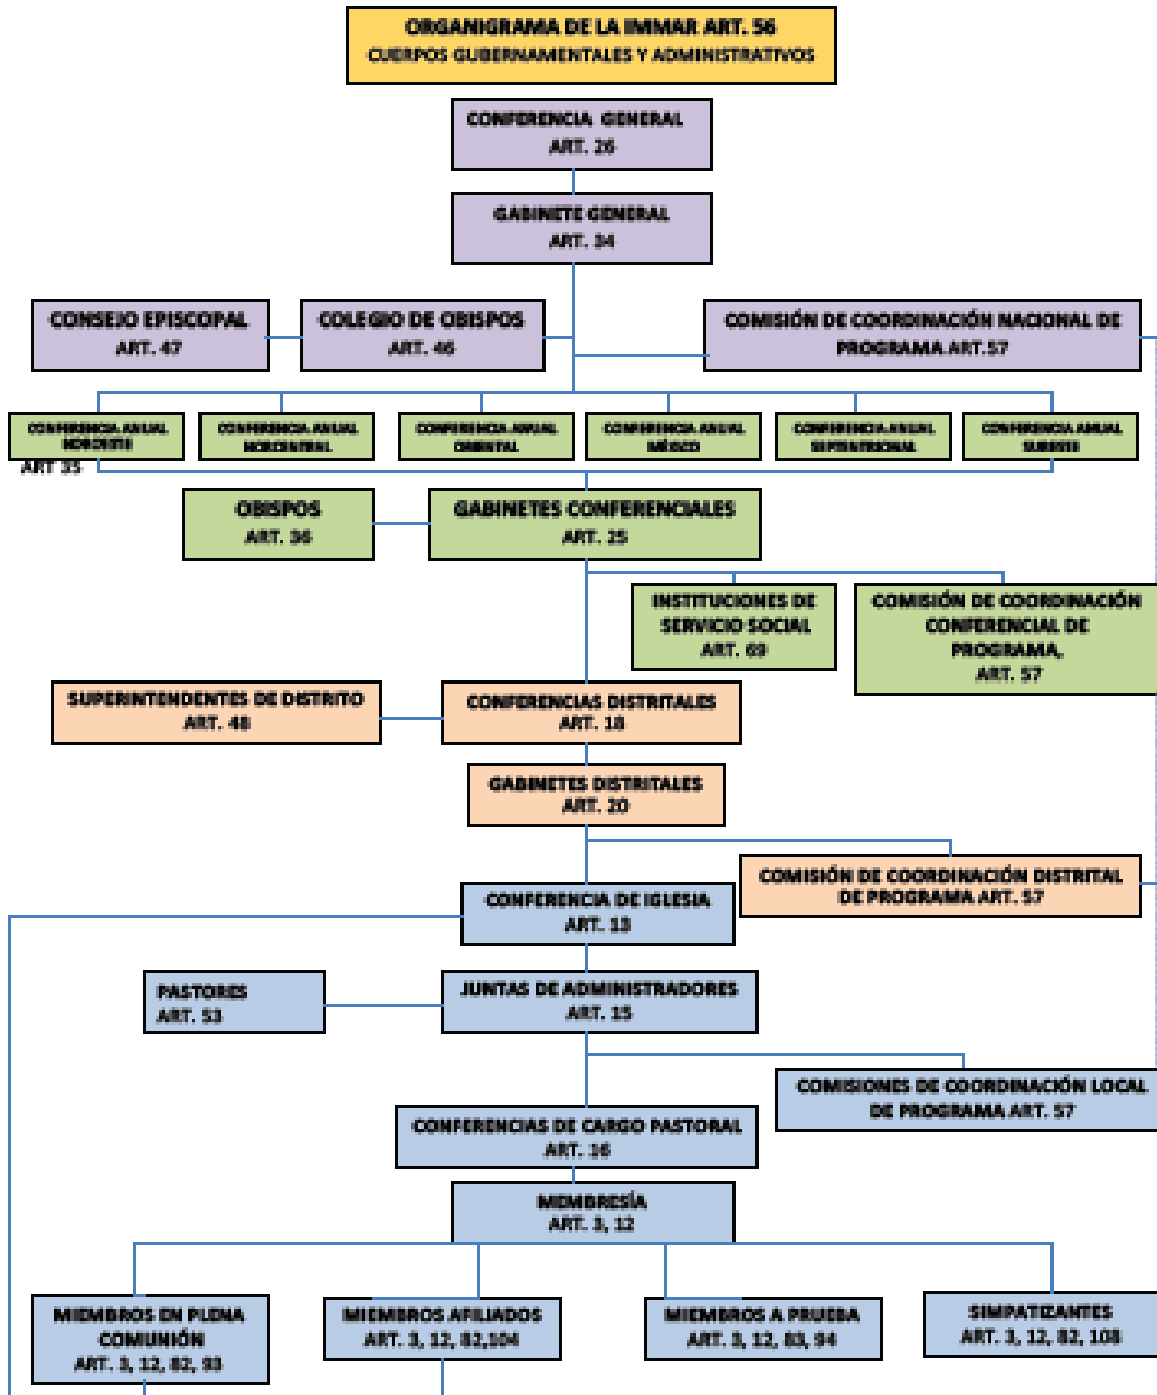 ORGANIGRAMA DE LA IMMAR ART. 56
CUERPOS GUBERNAMENTALES Y ADMINISTRATIVOS
CONFERENCIA GENERAL
ART. 26
GABINETE GENERAL
ART. 34
CONSEJO EPISCOPAL
ART. 47
COLEGIO DE OBISPOS
ART. 46
COMISIÓN DE COORDINACIÓN NACIONAL DE
PROGRAMA ART.57
CONFERENCIA ANUAL
NOROESTE
CONFERENCIA ANUAL
NORCENTRAL
CONFERENCIA ANUAL
ORIENTAL
CONFERENCIA ANUAL
MÉXICO
CONFERENCIA ANUAL
SEPTENTRIONAL
CONFERENCIA ANUAL
SURESTE
ART 35
OBISPOS
ART. 36
GABINETES CONFERENCIALES
ART. 25
INSTITUCIONES DE
SERVICIO SOCIAL
ART. 69
COMISIÓN DE COORDINACIÓN
CONFERENCIAL DE
PROGRAMA,
ART. 57
SUPERINTENDENTES DE DISTRITO
ART. 48
CONFERENCIAS DISTRITALES
ART. 18
GABINETES DISTRITALES
ART. 20
COMISIÓN DE COORDINACIÓN DISTRITAL
DE PROGRAMA ART. 57
CONFERENCIA DE IGLESIA
ART. 13
PASTORES
ART. 53
JUNTAS DE ADMINISTRADORES
ART. 15
COMISIONES DE COORDINACIÓN LOCAL
DE PROGRAMA ART. 57
CONFERENCIAS DE CARGO PASTORAL
ART. 16
MEMBRESÍA
ART. 3, 12
MIEMBROS EN PLENA
COMUNIÓN
ART. 3, 12, 82, 93
MIEMBROS AFILIADOS
ART. 3, 12, 82,104
MIEMBROS A PRUEBA
ART. 3, 12, 83, 94
SIMPATIZANTES
ART. 3, 12, 82, 108